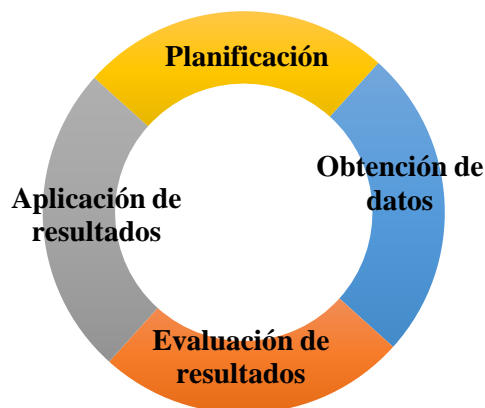 Planificación
Obtención de
datos
Evaluación de
resultados
Aplicación de
resultados